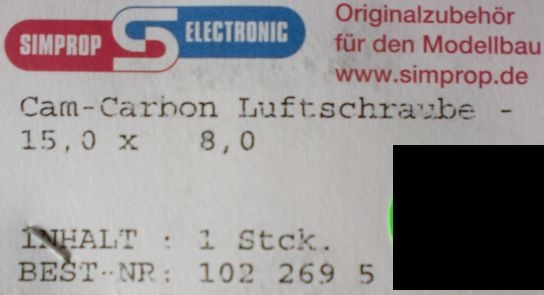 SIMPROP ELECTRONIC
Originalzubehör
für den Modellbau
www.simprop.de
Cam-Carbon Luftschraube -
15,0 x 8,0
INHALT : 1 Stck.
BEST-NR: 102 269 5